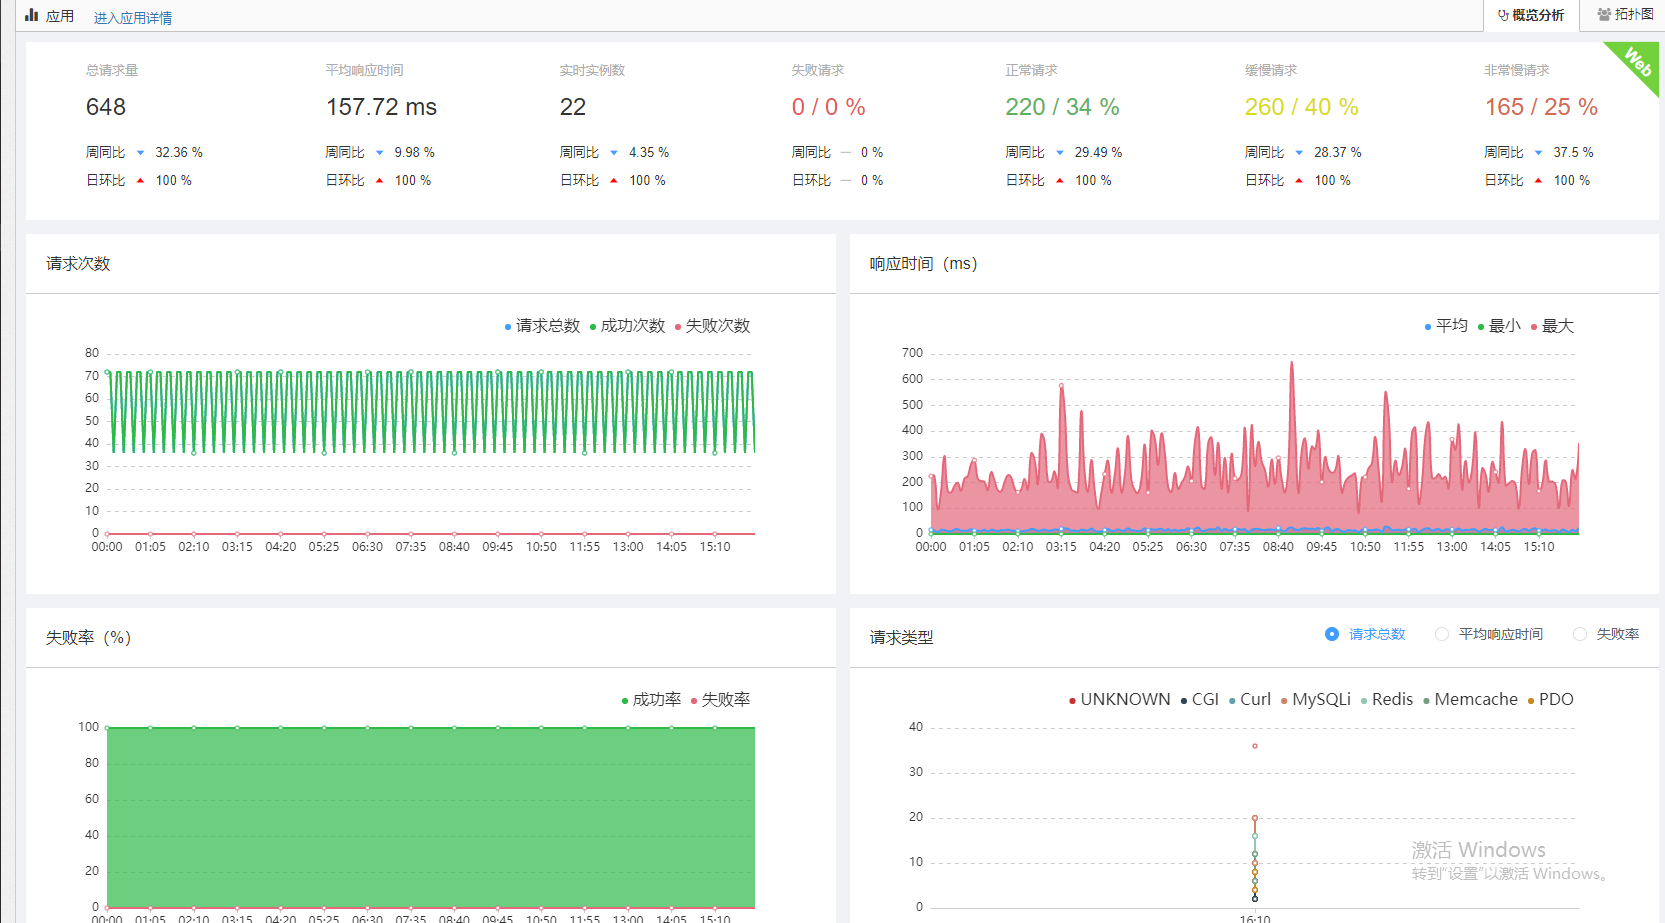 应用 进入应用详情 概览分析 拓扑图
Web
总请求量 平均响应时间 实时实例数 失败请求 正常请求 缓慢请求 非常慢请求
648 157.72 ms 22 0 / 0 % 220 / 34 % 260 / 40 % 165 / 25 %
周同比 32.36 % 周同比 9.98 % 周同比 4.35 % 周同比 0 % 周同比 29.49 % 周同比 28.37 % 周同比 37.5 %
日环比 100 % 日环比 100 % 日环比 100 % 日环比 0 % 日环比 100 % 日环比 100 % 日环比 100 %
请求次数
请求总数 成功次数 失败次数
80
70
60
50
40
30
20
10
0
00:00 01:05 02:10 03:15 04:20 05:25 06:30 07:35 08:40 09:45 10:50 11:55 13:00 14:05 15:10
响应时间（ms）
平均 最小 最大
700
600
500
400
300
200
100
0
00:00 01:05 02:10 03:15 04:20 05:25 06:30 07:35 08:40 09:45 10:50 11:55 13:00 14:05 15:10
失败率（%）
成功率 失败率
100
80
60
40
20
0
00:00 01:05 02:10 03:15 04:20 05:25 06:30 07:35 08:40 09:45 10:50 11:55 13:00 14:05 15:10
请求类型 请求总数 平均响应时间 失败率
UNKNOWN CGI Curl MySQLi Redis Memcache PDO
40
30
20
10
0
16:10
激活 Windows
转到"设置"以激活 Windows。